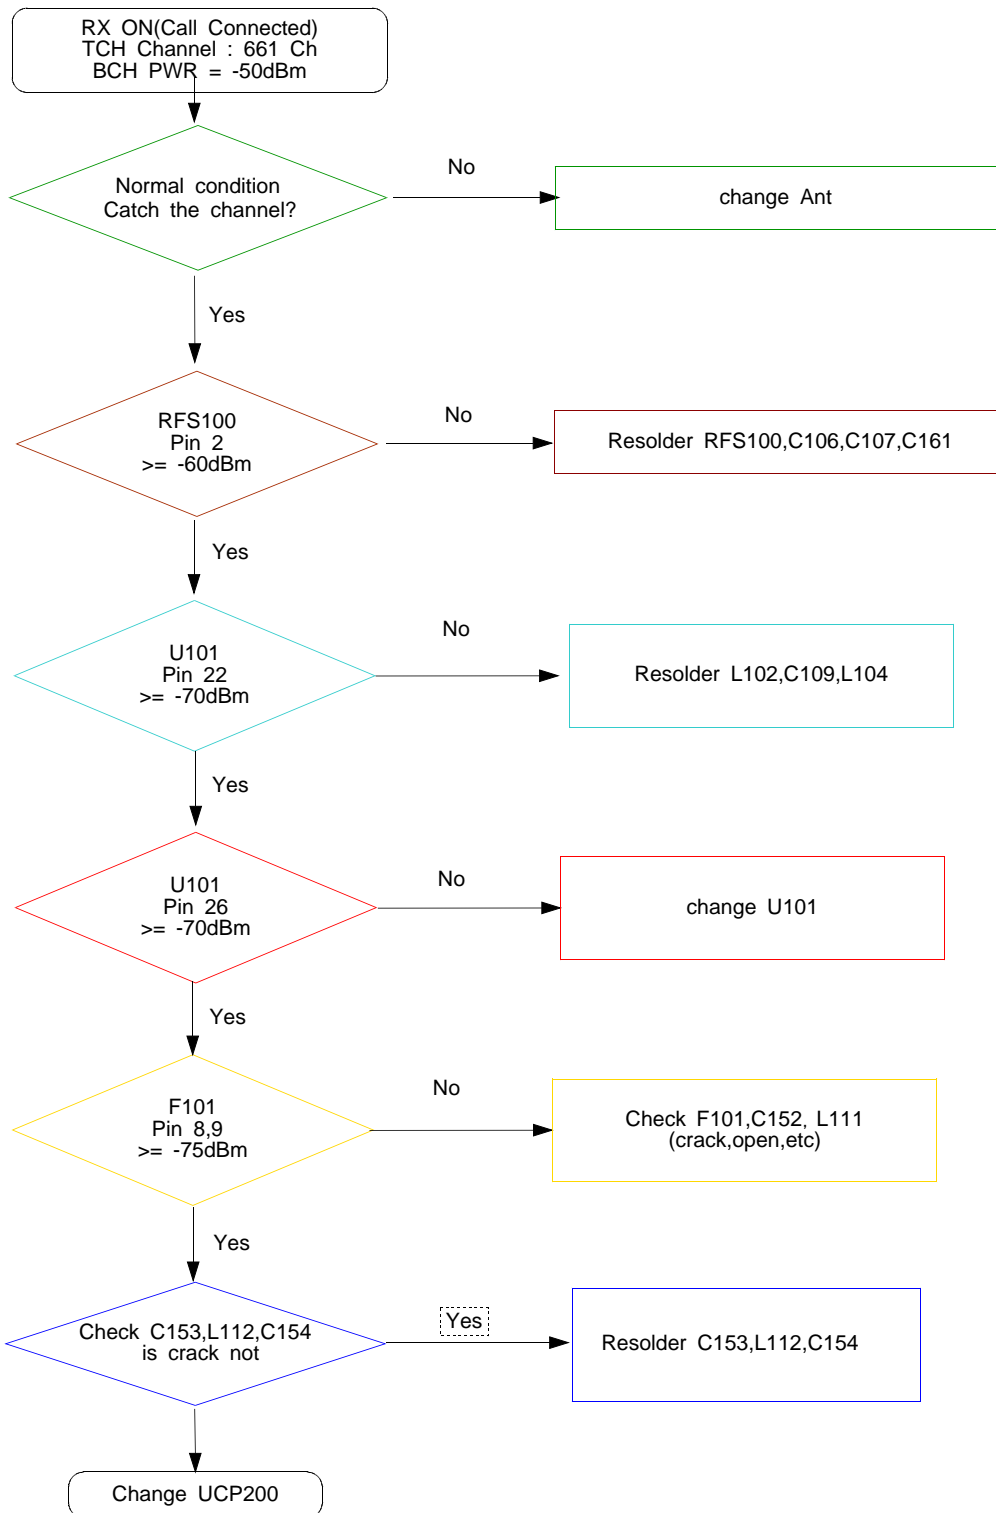 RX ON(Call Connected)
TCH Channel : 661 Ch
BCH PWR = -50dBm
Normal condition
Catch the channel?
No
change Ant
Yes
RFS100
Pin 2
>= -60dBm
No
Resolder RFS100,C106,C107,C161
Yes
U101
Pin 22
>= -70dBm
No
Resolder L102,C109,L104
Yes
U101
Pin 26
>= -70dBm
No
change U101
Yes
F101
Pin 8,9
>= -75dBm
No
Check F101,C152, L111
(crack,open,etc)
Yes
Check C153,L112,C154
is crack not
Yes
Resolder C153,L112,C154
Change UCP200